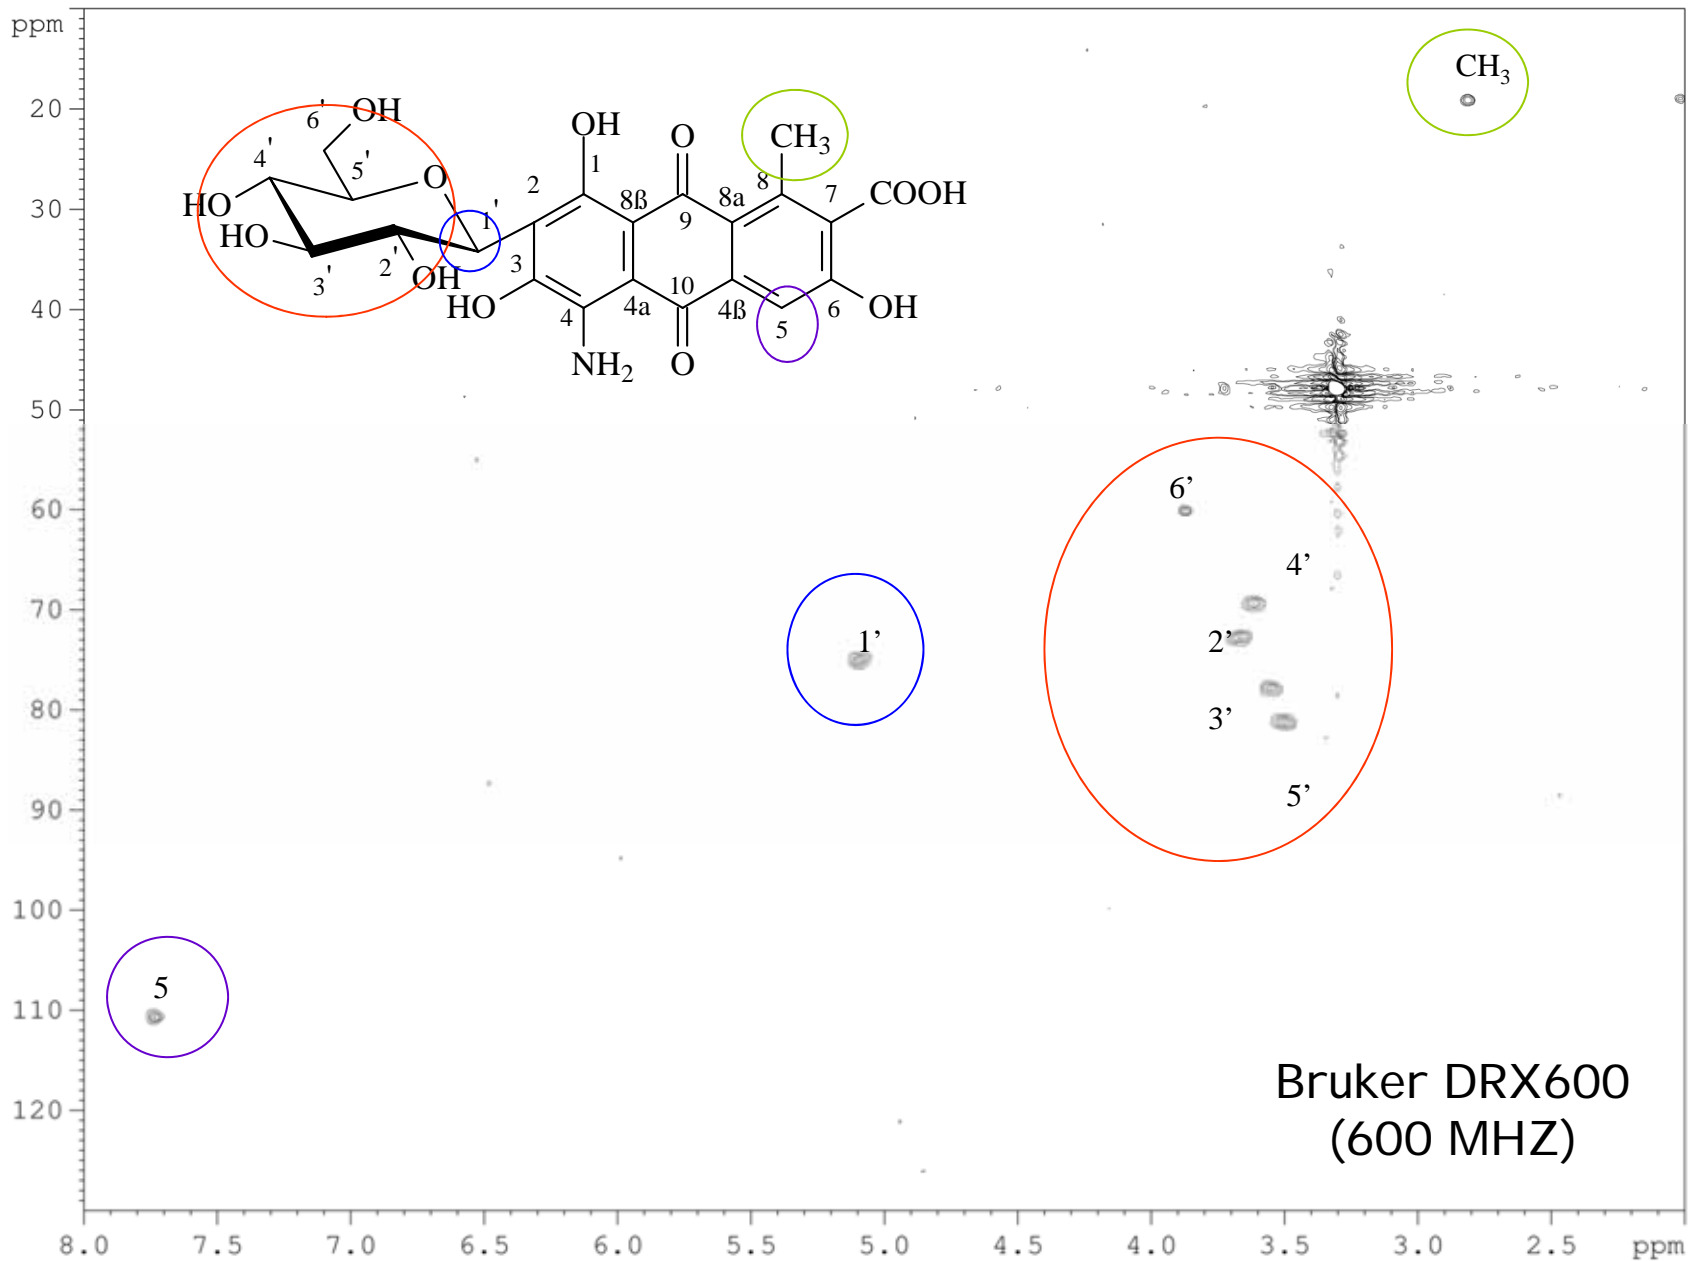 ppm
20
30
40
50
60
70
80
90
100
110
120
CH3
6'
OH
OH
O
CH3
4'
5'
O
1
8
7
COOH
HO
2
8ß
9
8a
1'
HO
3'
2'
OH
3
HO
4
4a
10
4ß
5
6
OH
NH2
O
6’
4’
1’
2’
3’
5’
5
Bruker DRX600
(600 MHZ)
8.0 7.5 7.0 6.5 6.0 5.5 5.0 4.5 4.0 3.5 3.0 2.5 ppm